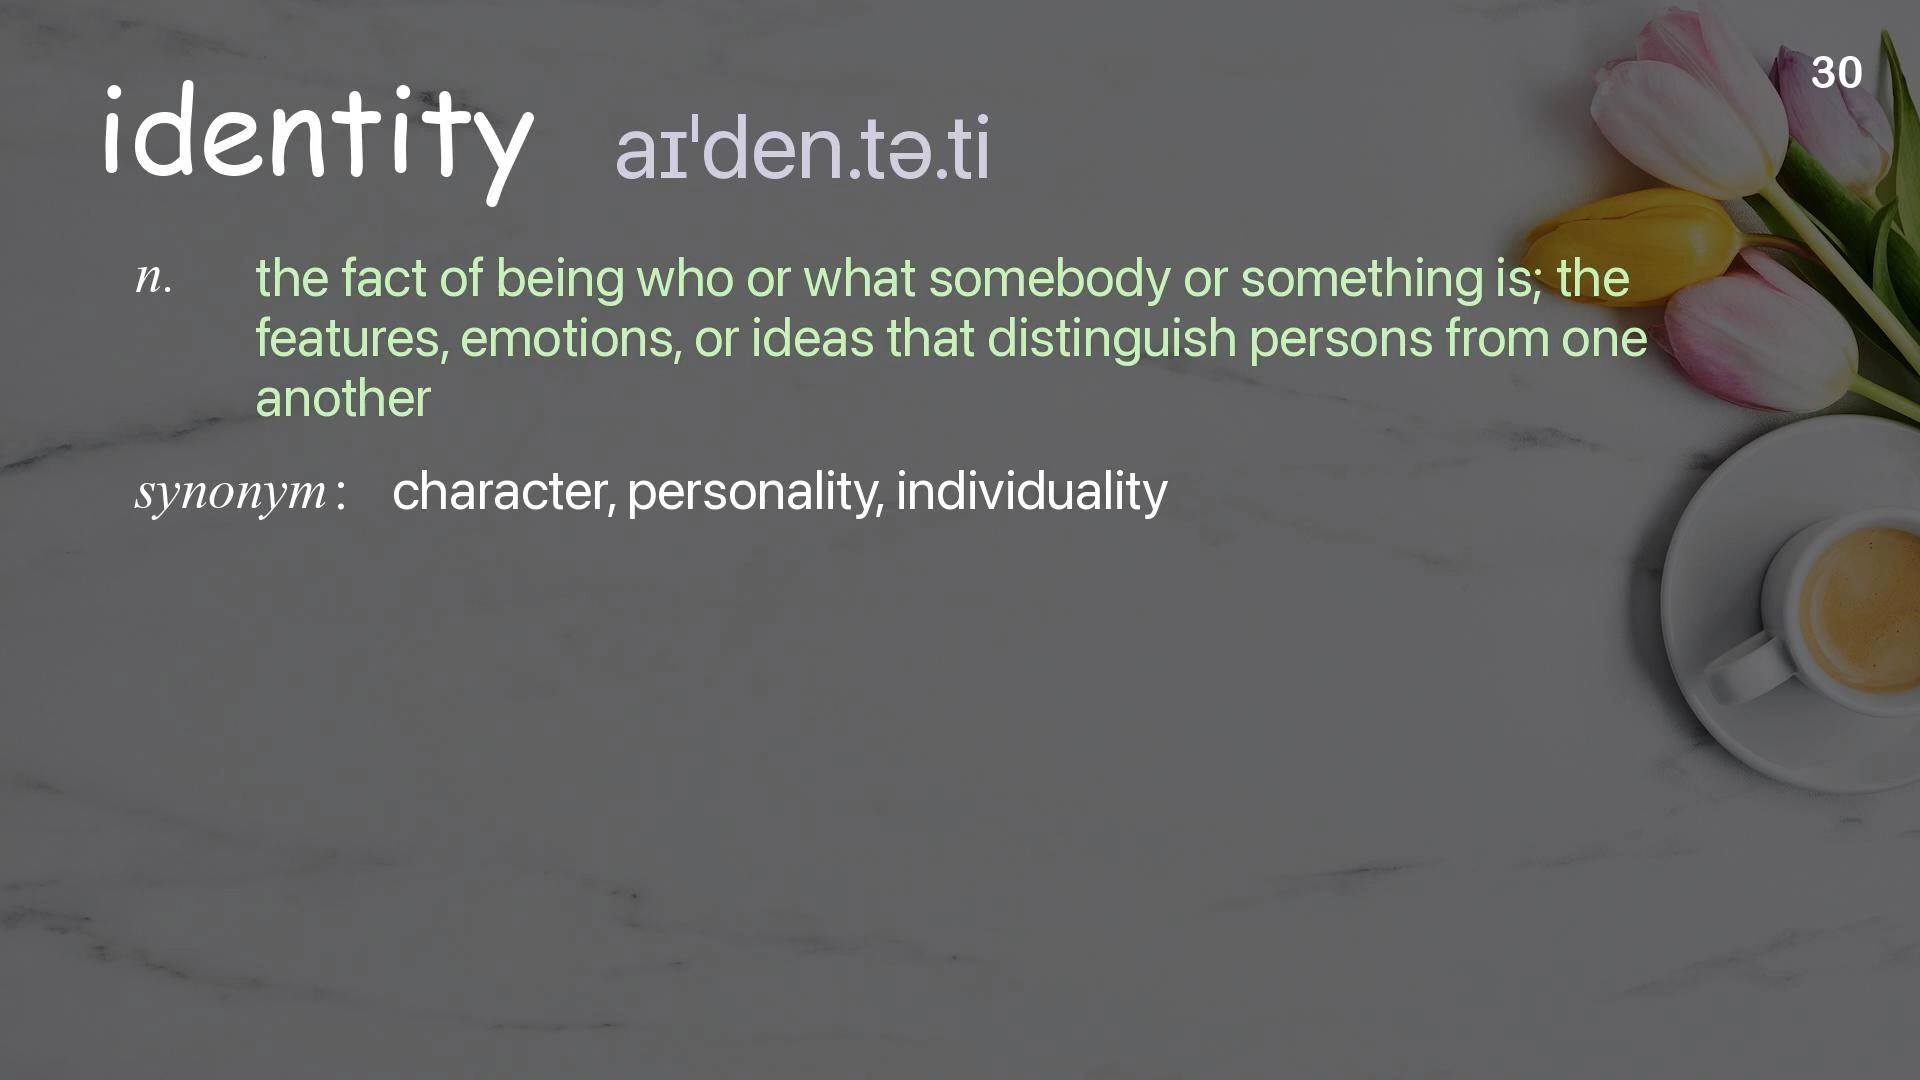 30
identity aɪˈden.tə.ti
n. the fact of being who or what somebody or something is; the
features, emotions, or ideas that distinguish persons from one
another
synonym: character, personality, individuality